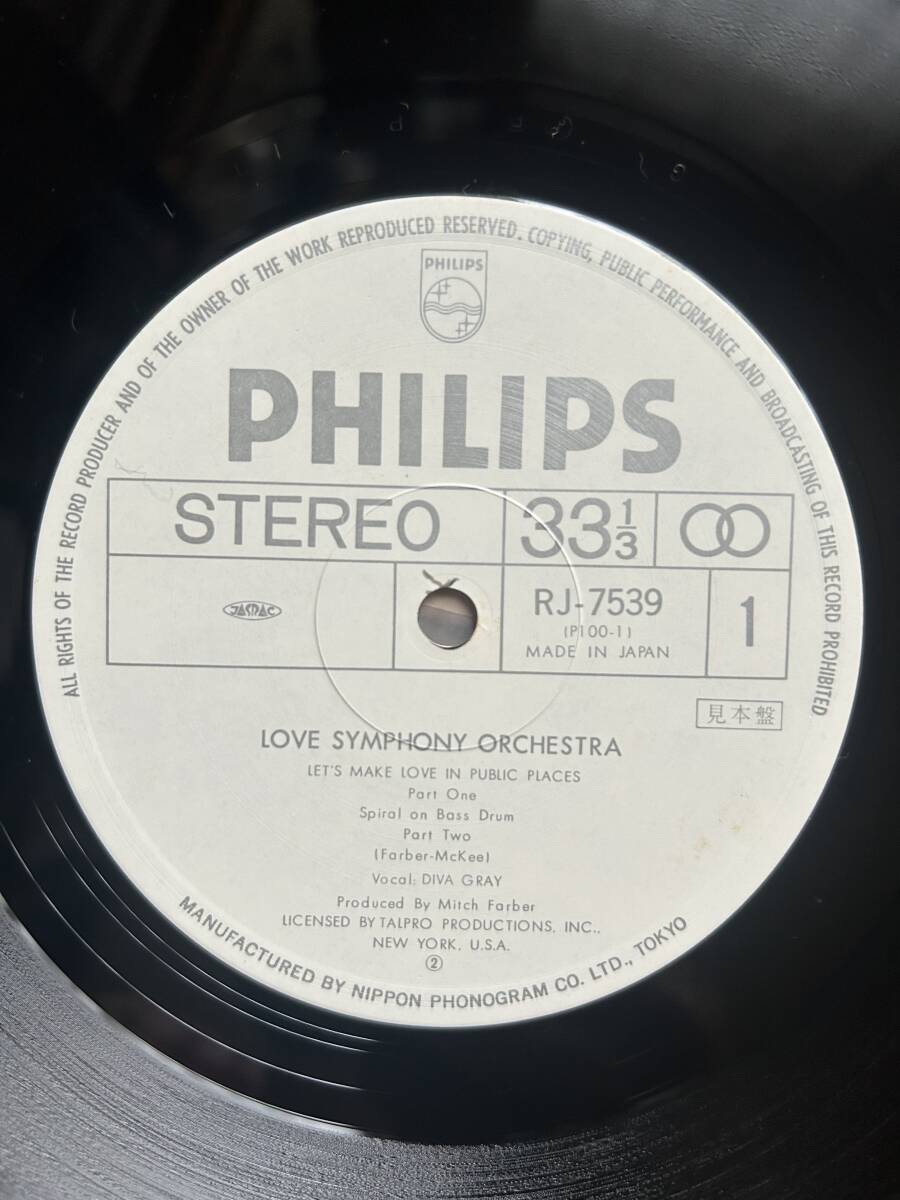 ALL RIGHTS OF THE RECORD PRODUCER AND OF THE OWNER OF THE WORK REPRODUCED RESERVED. COPYING, PUBLIC PERFORMANCE AND BROADCASTING OF THIS RECORD PROHIBITED
PHILIPS
PHILIPS
STEREO
33 1/3
JASRAC
RJ-7539
(P100-1)
MADE IN JAPAN
1
見本盤
LOVE SYMPHONY ORCHESTRA
LET'S MAKE LOVE IN PUBLIC PLACES
Part One
Spiral on Bass Drum
Part Two
(Farber-McKee)
Vocal: DIVA GRAY
Produced By Mitch Farber
LICENSED BY TALPRO PRODUCTIONS, INC.,
NEW YORK, U.S.A.
②
MANUFACTURED BY NIPPON PHONOGRAM CO. LTD., TOKYO